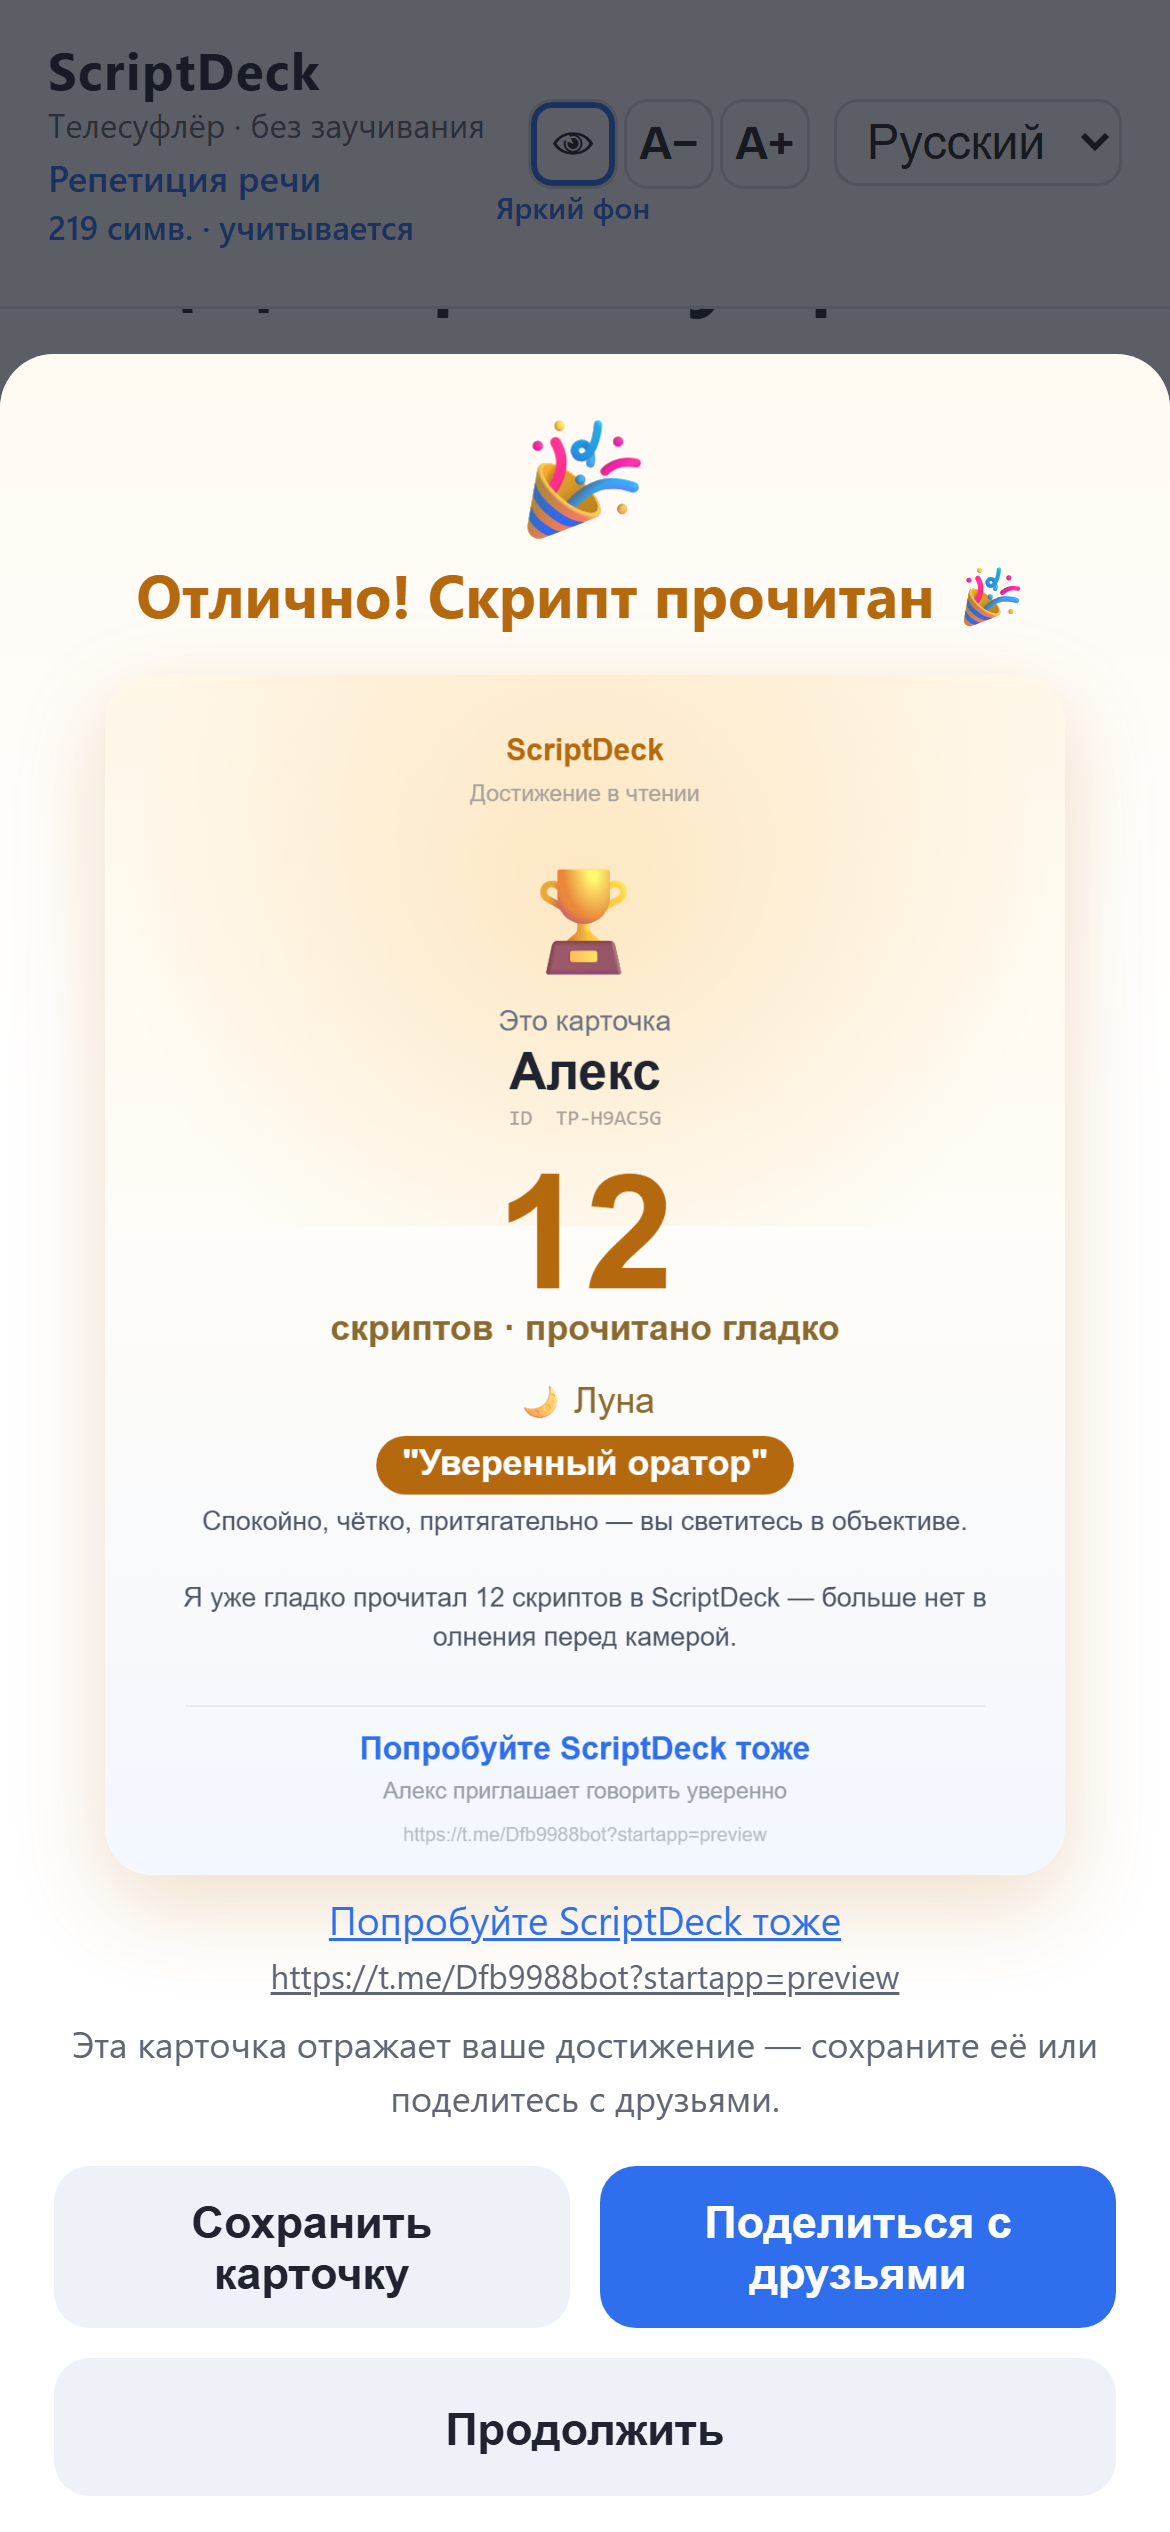 ScriptDeck
Телесуфлёр · без заучивания
Репетиция речи
219 симв. · учитывается
A−
A+
Русский
Яркий фон
Отлично! Скрипт прочитан
ScriptDeck
Достижение в чтении
Это карточка
Алекс
ID TP-H9AC5G
12
скриптов · прочитано гладко
Луна
"Уверенный оратор"
Спокойно, чётко, притягательно — вы светитесь в объективе.
Я уже гладко прочитал 12 скриптов в ScriptDeck — больше нет в
олнения перед камерой.
Попробуйте ScriptDeck тоже
Алекс приглашает говорить уверенно
https://t.me/Dfb9988bot?startapp=preview
Попробуйте ScriptDeck тоже
https://t.me/Dfb9988bot?startapp=preview
Эта карточка отражает ваше достижение — сохраните её или
поделитесь с друзьями.
Сохранить
карточку
Поделиться с
друзьями
Продолжить